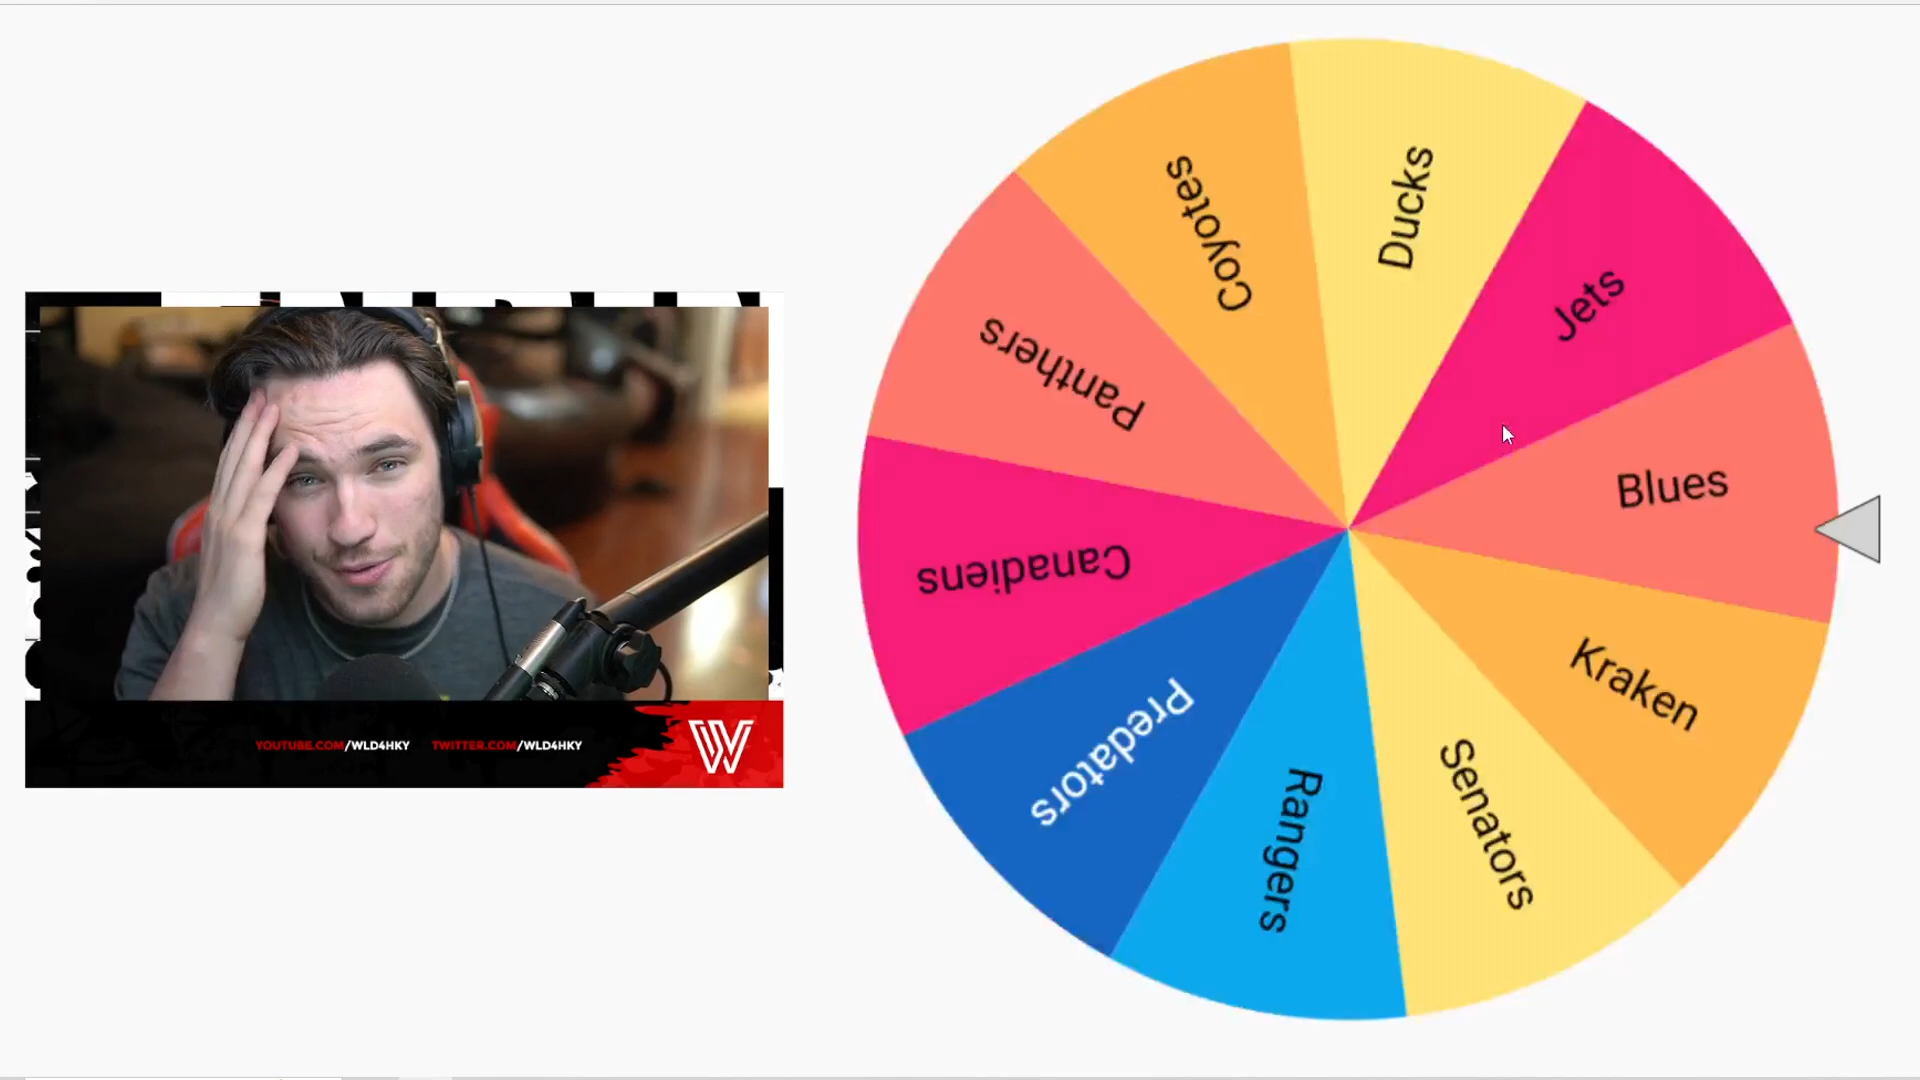 Ducks
Jets
Blues
Kraken
Senators
Rangers
Predators
Canadiens
Panthers
Coyotes
YOUTUBE.COM/WLD4HKY TWITTER.COM/WLD4HKY
W